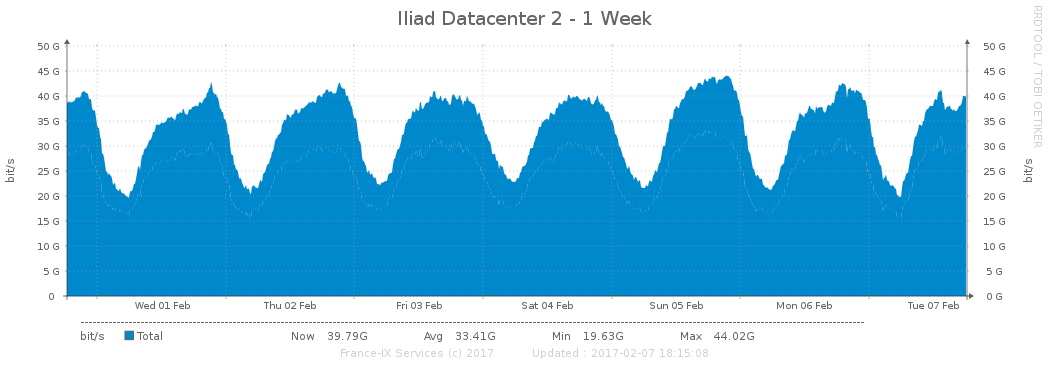 Iliad Datacenter 2 - 1 Week
RRDTOOL / TOBI OETIKER
50 G 50 G
45 G 45 G
40 G 40 G
35 G 35 G
30 G 30 G
25 G 25 G
20 G 20 G
15 G 15 G
10 G 10 G
5 G 5 G
0 0 G
bit/s bit/s
Wed 01 Feb Thu 02 Feb Fri 03 Feb Sat 04 Feb Sun 05 Feb Mon 06 Feb Tue 07 Feb
bit/s Total Now 39.79G Avg 33.41G Min 19.63G Max 44.02G
France-IX Services (c) 2017 Updated : 2017-02-07 18:15:08